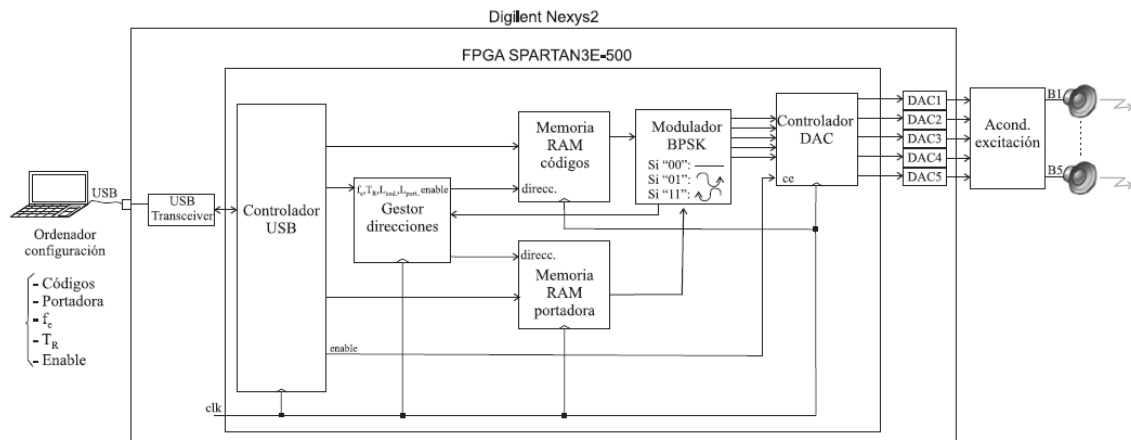 Digilent Nexys2
FPGA SPARTAN3E-500
USB
Ordenador
configuración
- Códigos
- Portadora
- fe
- TR
- Enable
USB
Transceiver
Controlador
USB
fe,TR,Lcod.,Lport. enable
Gestor
direcciones
Memoria
RAM
códigos
direcc.
direcc.
Memoria
RAM
portadora
Modulador
BPSK
Si “00”:
Si “01”:
Si “11”:
Controlador
DAC
ce
DAC1
DAC2
DAC3
DAC4
DAC5
Acond.
excitación
B1
B5
enable
clk